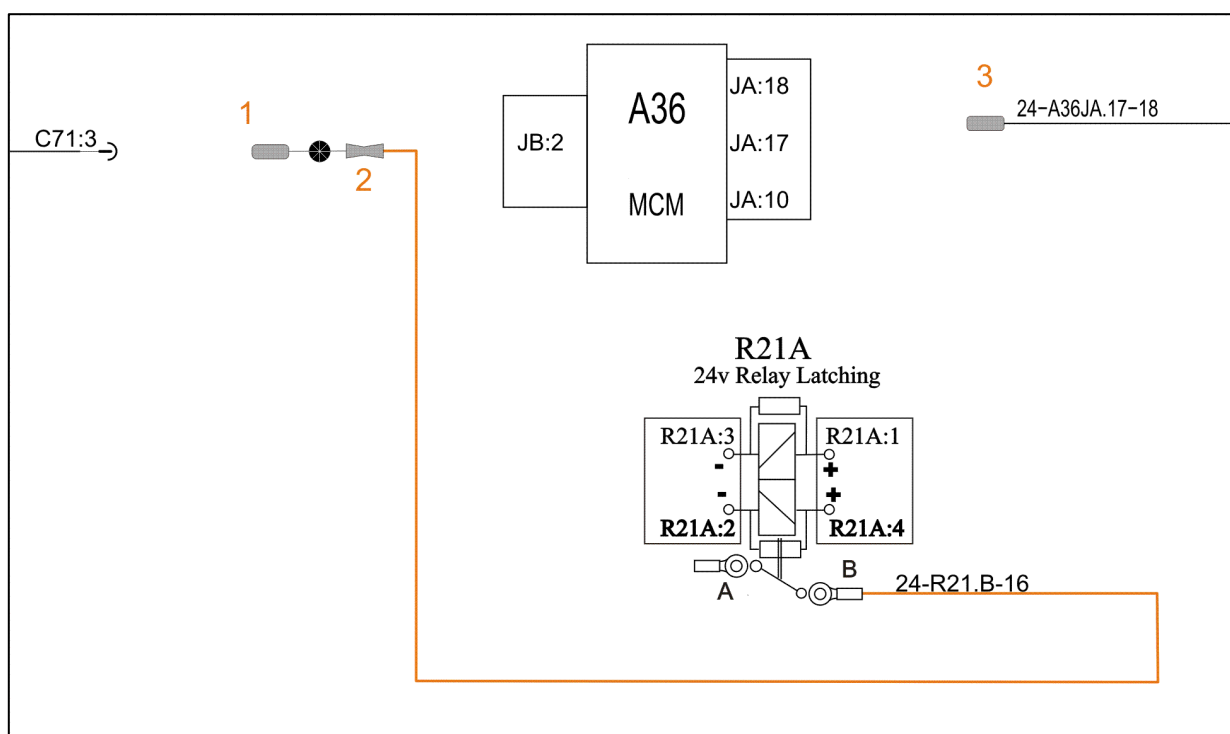 3
24-A36JA.17-18
1
C71:3
2
JA:18
A36
JB:2
JA:17
MCM
JA:10
R21A
24v Relay Latching
R21A:3
R21A:1
-
+
-
+
R21A:2
R21A:4
A
B
24-R21.B-16